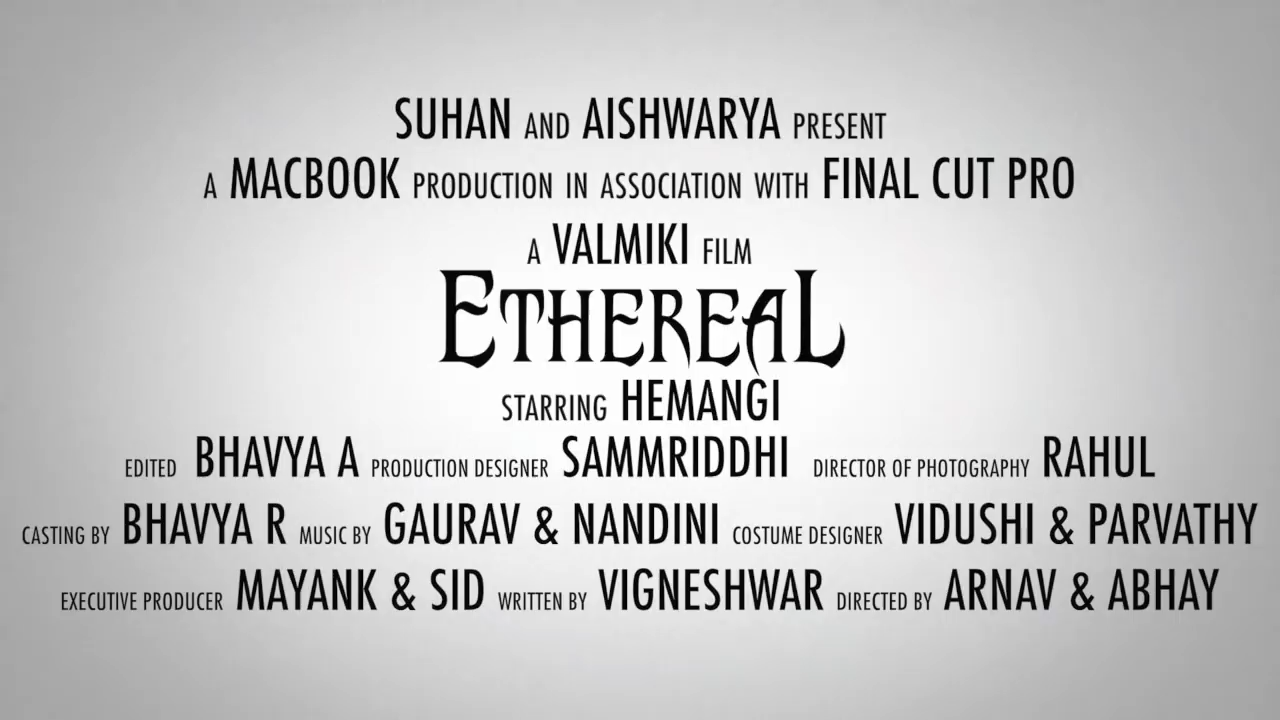 SUHAN AND AISHWARYA PRESENT
A MACBOOK PRODUCTION IN ASSOCIATION WITH FINAL CUT PRO
A VALMIKI FILM
ETHEREAL
STARRING HEMANGI
EDITED BHAVYA A PRODUCTION DESIGNER SAMMRIDDHI DIRECTOR OF PHOTOGRAPHY RAHUL
CASTING BY BHAVYA R MUSIC BY GAURAV & NANDINI COSTUME DESIGNER VIDUSHI & PARVATHY
EXECUTIVE PRODUCER MAYANK & SID WRITTEN BY VIGNESHWAR DIRECTED BY ARNAV & ABHAY